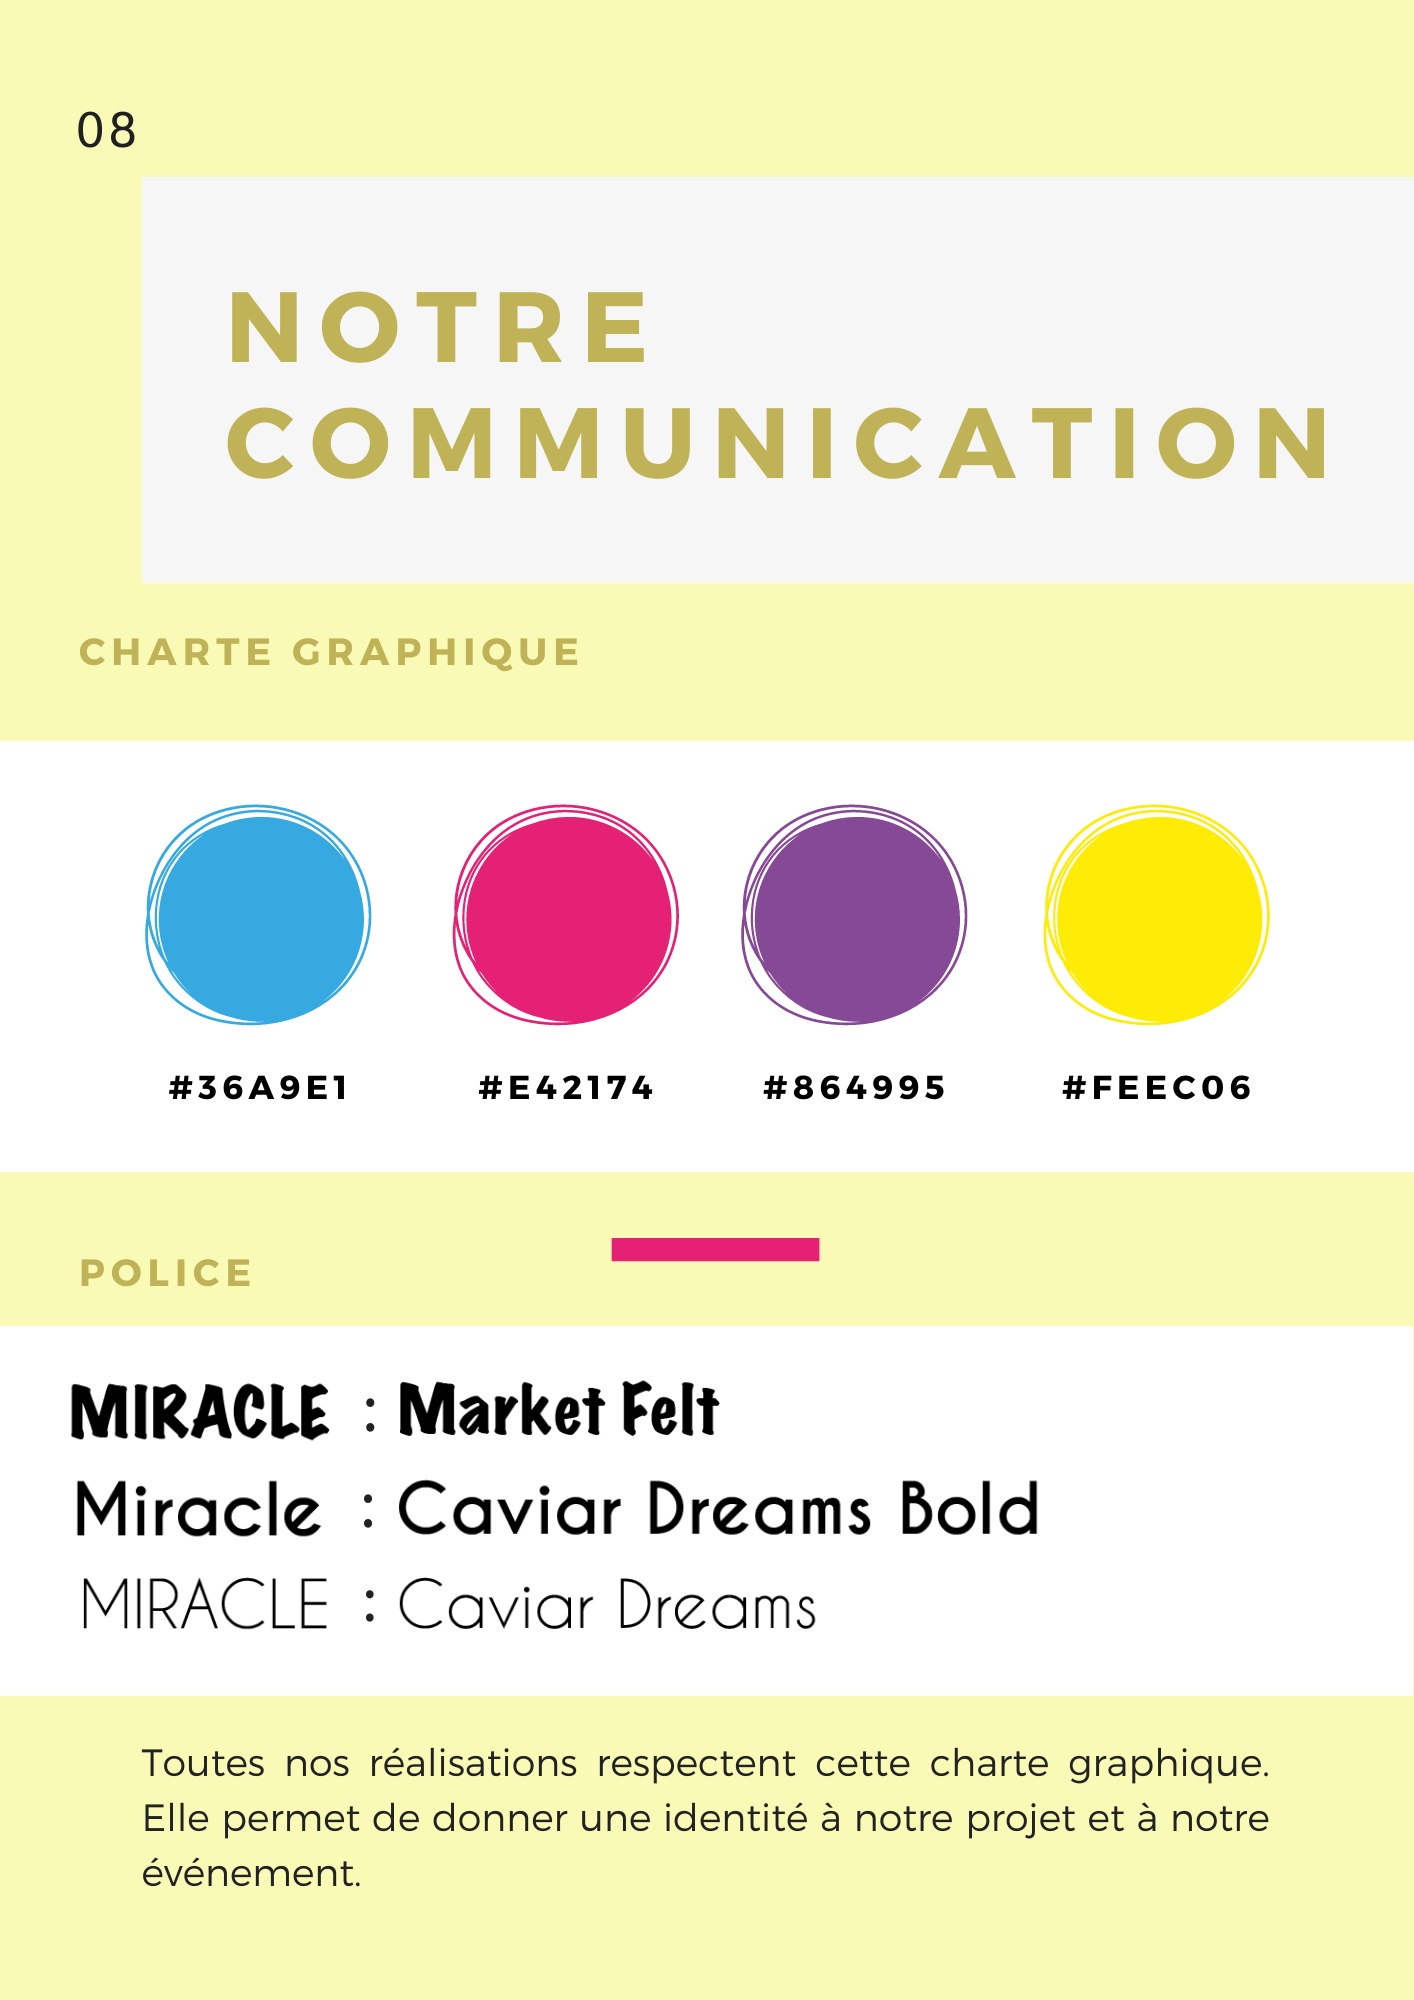 08
NOTRE
COMMUNICATION
CHARTE GRAPHIQUE
#36A9E1 #E42174 #864995 #FEEC06
POLICE
MIRACLE : Market Felt
Miracle : Caviar Dreams Bold
MIRACLE : Caviar Dreams
Toutes nos réalisations respectent cette charte graphique.
Elle permet de donner une identité à notre projet et à notre
événement.